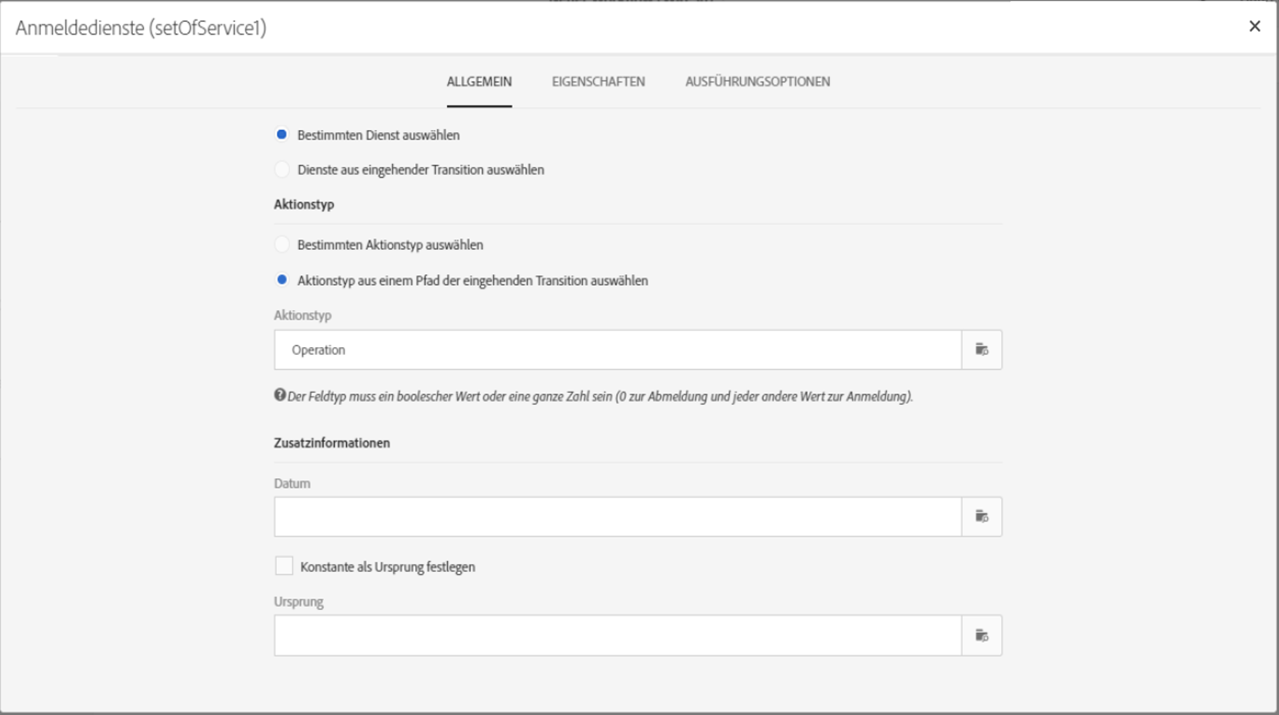 Anmeldedienste (setOfService1)
ALLGEMEIN EIGENSCHAFTEN AUSFÜHRUNGSOPTIONEN
Bestimmten Dienst auswählen
Dienste aus eingehender Transition auswählen
Aktionstyp
Bestimmten Aktionstyp auswählen
Aktionstyp aus einem Pfad der eingehenden Transition auswählen
Aktionstyp
Operation
Der Feldtyp muss ein boolescher Wert oder eine ganze Zahl sein (0 zur Abmeldung und jeder andere Wert zur Anmeldung).
Zusatzinformationen
Datum
Konstante als Ursprung festlegen
Ursprung